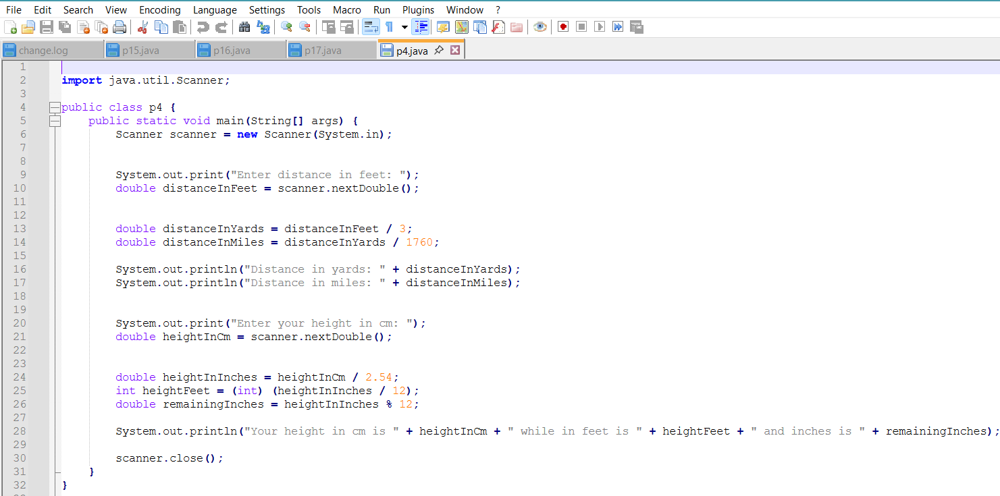 File Edit Search View Encoding Language Settings Tools Macro Run Plugins Window ?
change.log p15.java p16.java p17.java p4.java
1
2 import java.util.Scanner;
3
4 public class p4 {
5 public static void main(String[] args) {
6 Scanner scanner = new Scanner(System.in);
7
8
9 System.out.print("Enter distance in feet: ");
10 double distanceInFeet = scanner.nextDouble();
11
12
13 double distanceInYards = distanceInFeet / 3;
14 double distanceInMiles = distanceInYards / 1760;
15
16 System.out.println("Distance in yards: " + distanceInYards);
17 System.out.println("Distance in miles: " + distanceInMiles);
18
19
20 System.out.print("Enter your height in cm: ");
21 double heightInCm = scanner.nextDouble();
22
23
24 double heightInInches = heightInCm / 2.54;
25 int heightFeet = (int) (heightInInches / 12);
26 double remainingInches = heightInInches % 12;
27
28 System.out.println("Your height in cm is " + heightInCm + " while in feet is " + heightFeet + " and inches is " + remainingInches);
29
30 scanner.close();
31 }
32 }